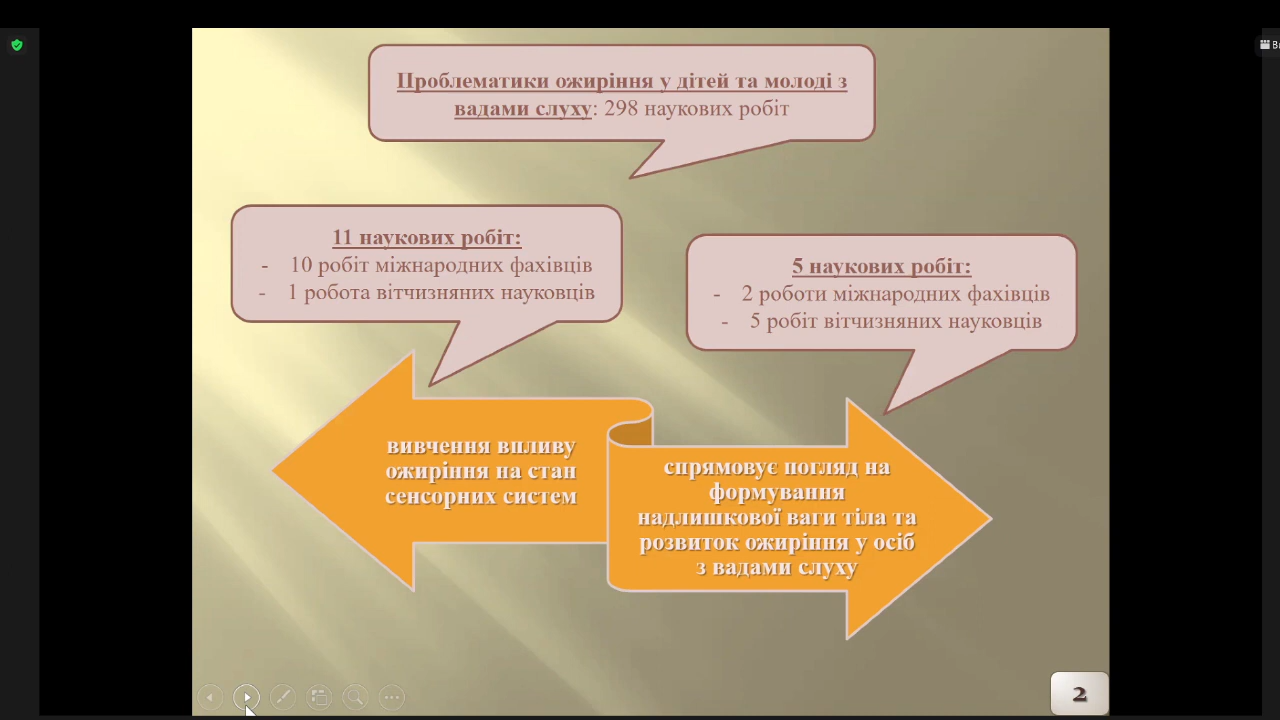 Проблематики ожиріння у дітей та молоді з
вадами слуху: 298 наукових робіт
11 наукових робіт:
- 10 робіт міжнародних фахівців
- 1 робота вітчизняних науковців
5 наукових робіт:
- 2 роботи міжнародних фахівців
- 5 робіт вітчизняних науковців
вивчення впливу
ожиріння на стан
сенсорних систем
спрямовує погляд на
формування
надлишкової ваги тіла та
розвиток ожиріння у осіб
з вадами слуху
2